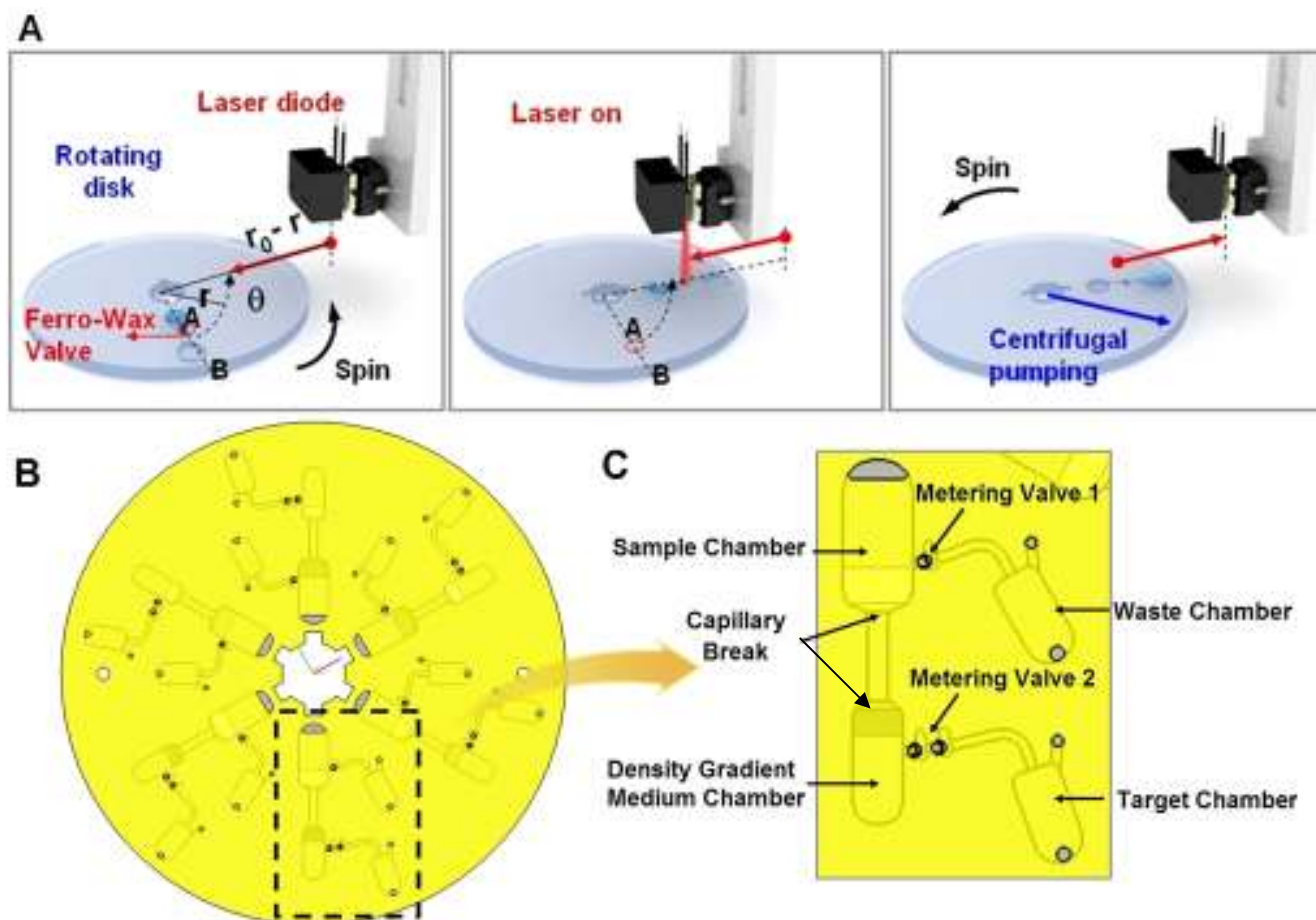 A
Laser diode
Rotating
disk
r₀ - r
r
θ
A
Ferro-Wax
Valve
B
Spin
Laser on
A
B
Spin
Centrifugal
pumping
B
C
Metering Valve 1
Sample Chamber
Waste Chamber
Capillary
Break
Metering Valve 2
Density Gradient
Medium Chamber
Target Chamber